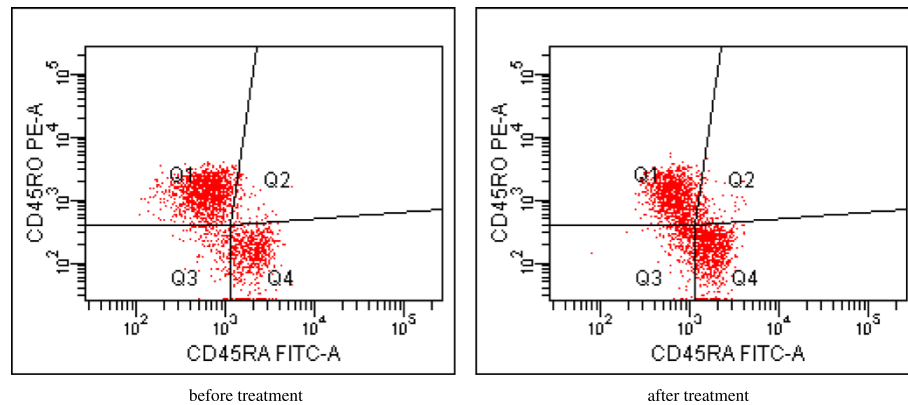 CD45RO PE-A
10^5
10^4
10^3
10^2
Q1
Q2
Q3
Q4
10^2
10^3
10^4
10^5
CD45RA FITC-A
before treatment
CD45RO PE-A
10^5
10^4
10^3
10^2
Q1
Q2
Q3
Q4
10^2
10^3
10^4
10^5
CD45RA FITC-A
after treatment